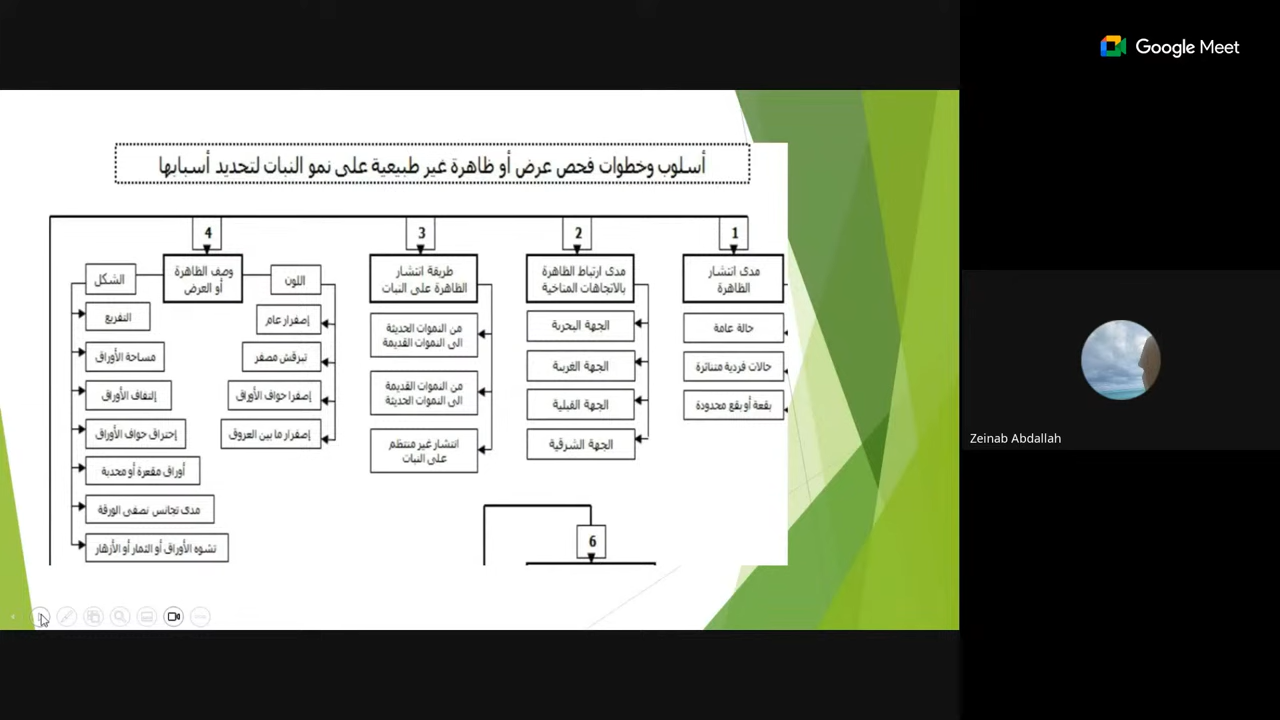 Google Meet
أسلوب وخطوات فحص عرض أو ظاهرة غير طبيعية على نمو النبات لتحديد أسبابها
1
مدى انتشار
الظاهرة
حالة عامة
حالات فردية متناثرة
بقعة أو بقع محدودة
2
مدى ارتباط الظاهرة
بالاتجاهات المناخية
الجهة البحرية
الجهة الغربية
الجهة القبلية
الجهة الشرقية
3
طريقة انتشار
الظاهرة على النبات
من النموات الحديثة
الى النموات القديمة
من النموات القديمة
الى النموات الحديثة
انتشار غير منتظم
على النبات
4
وصف الظاهرة
أو العرض
اللون
إصفرار عام
تبرقش مصفر
إصفرا حواف الأوراق
إصفرار ما بين العروق
الشكل
التفريع
مساحة الأوراق
إلتفاف الأوراق
إحتراق حواف الأوراق
أوراق مقعرة أو محدبة
مدى تجانس نصفى الورقة
تشوه الأوراق أو الثمار أو الأزهار
6
Zeinab Abdallah